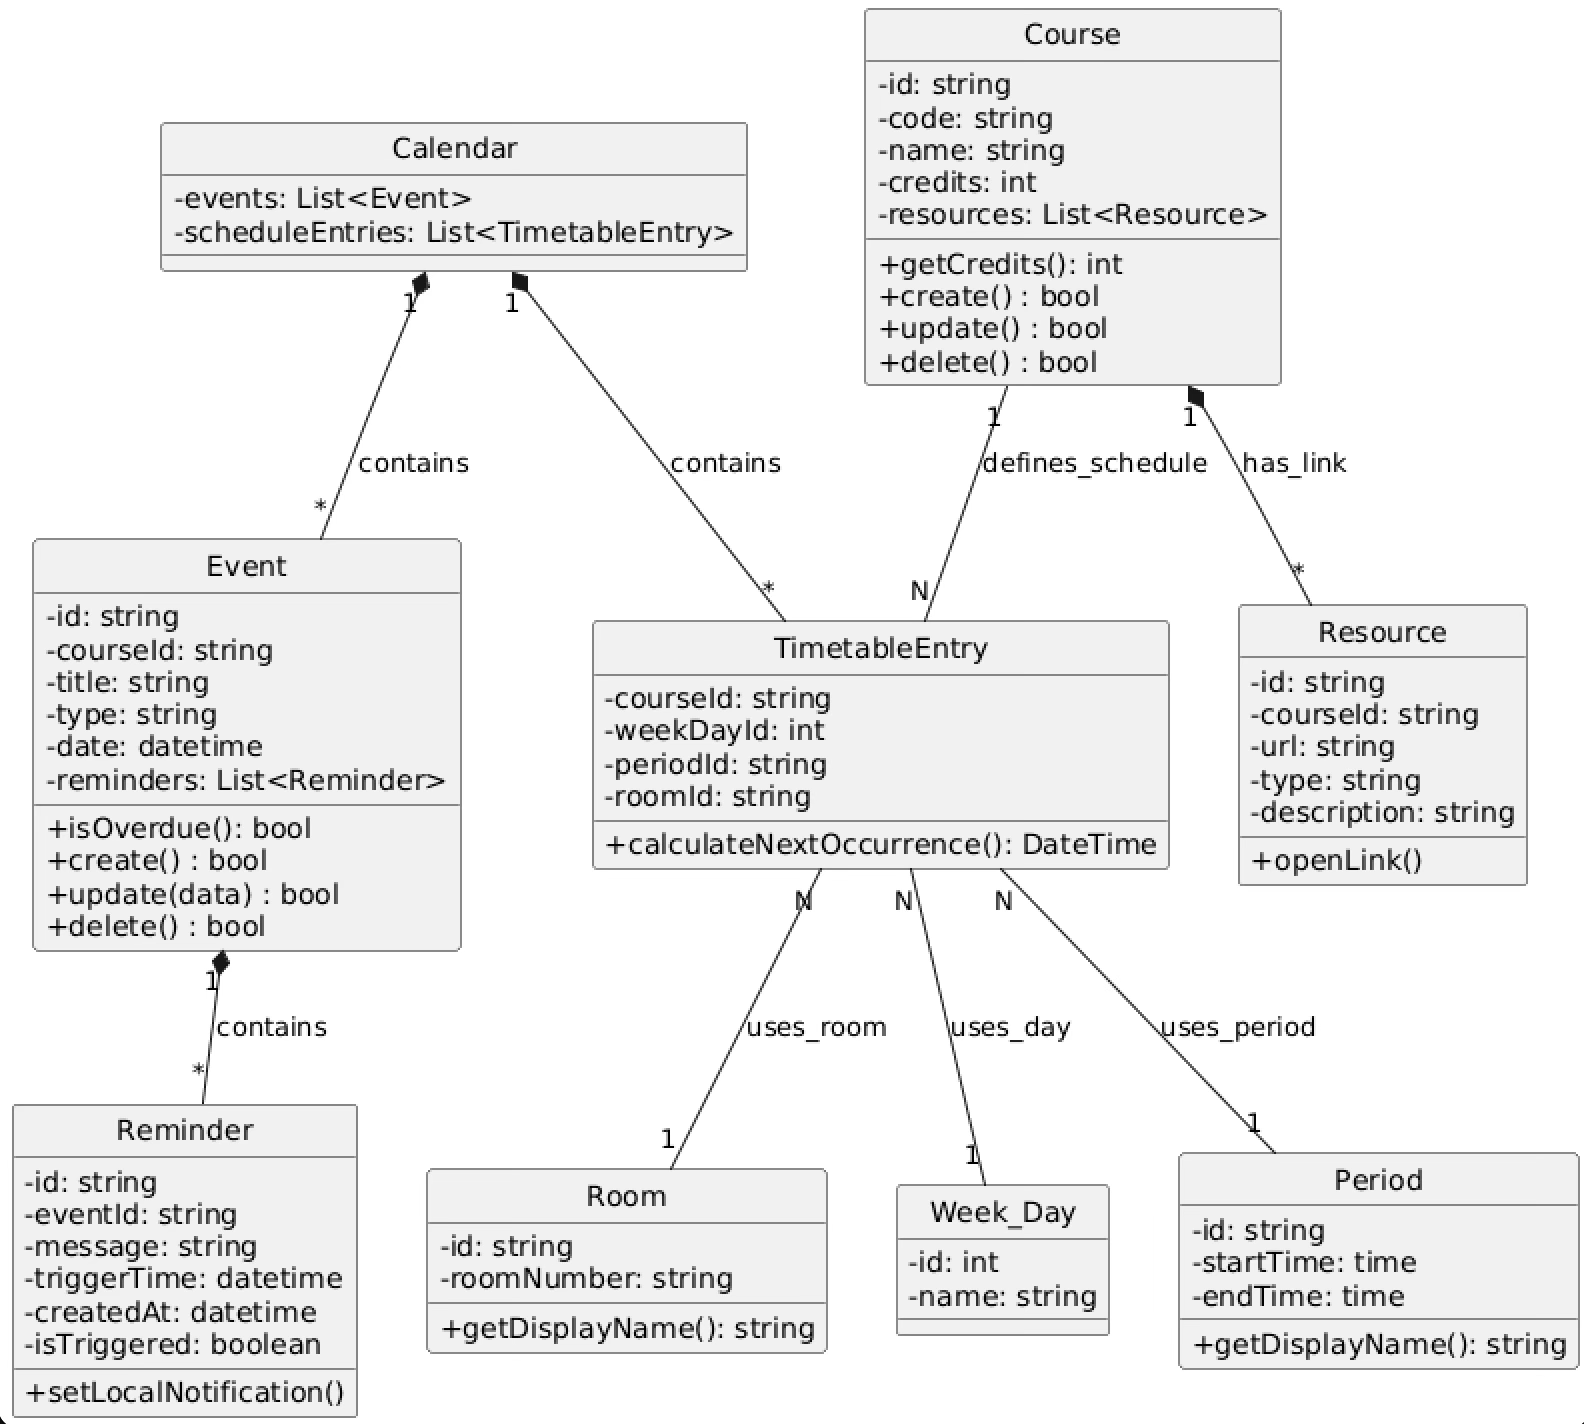 Course
-id: string
-code: string
-name: string
-credits: int
-resources: List<Resource>
+getCredits(): int
+create() : bool
+update() : bool
+delete() : bool
Calendar
-events: List<Event>
-scheduleEntries: List<TimetableEntry>
1
1
1
1
contains
contains
defines_schedule
has_link
*
*
N
*
Event
-id: string
-courseId: string
-title: string
-type: string
-date: datetime
-reminders: List<Reminder>
+isOverdue(): bool
+create() : bool
+update(data) : bool
+delete() : bool
TimetableEntry
-courseId: string
-weekDayId: int
-periodId: string
-roomId: string
+calculateNextOccurrence(): DateTime
Resource
-id: string
-courseId: string
-url: string
-type: string
-description: string
+openLink()
1
N
N
N
contains
uses_room
uses_day
uses_period
*
1
1
1
Reminder
-id: string
-eventId: string
-message: string
-triggerTime: datetime
-createdAt: datetime
-isTriggered: boolean
+setLocalNotification()
Room
-id: string
-roomNumber: string
+getDisplayName(): string
Week_Day
-id: int
-name: string
Period
-id: string
-startTime: time
-endTime: time
+getDisplayName(): string